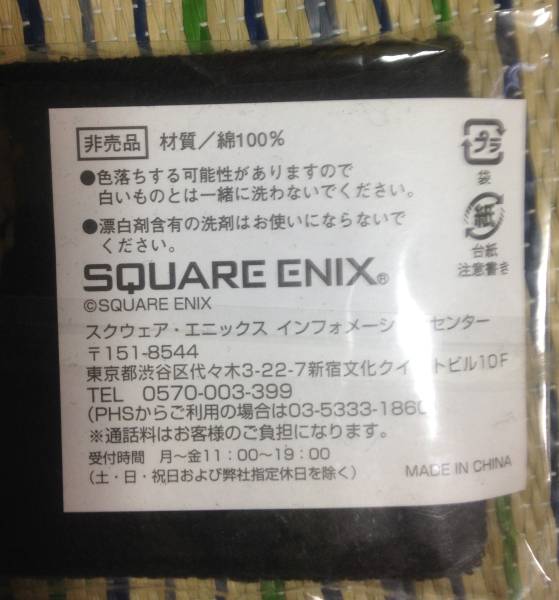 非売品 材質／綿100%
●色落ちする可能性がありますので
白いものとは一緒に洗わないでください。
●漂白剤含有の洗剤はお使いにならないで
ください。
プラ
袋
紙
台紙
注意書き
SQUARE ENIX®
©SQUARE ENIX
スクウェア・エニックス インフォメーションセンター
〒151-8544
東京都渋谷区代々木3-22-7新宿文化クイントビル10F
TEL 0570-003-399
(PHSからご利用の場合は03-5333-1860
※通話料はお客様のご負担になります。
受付時間 月～金11:00～19:00
(土・日・祝日および弊社指定休日を除く)
MADE IN CHINA